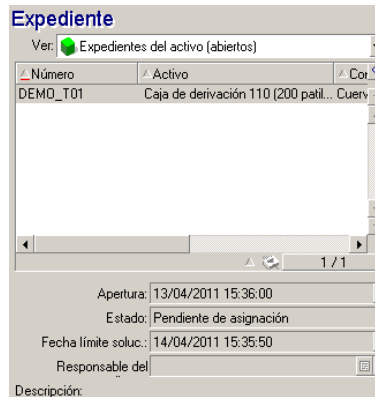 Expediente
Ver: Expedientes del activo (abiertos)
Número Activo Cor
DEMO_T01 Caja de derivación 110 (200 patil... Cuerv
1 / 1
Apertura: 13/04/2011 15:36:00
Estado: Pendiente de asignación
Fecha límite soluc.: 14/04/2011 15:35:50
Responsable del
Descripción: